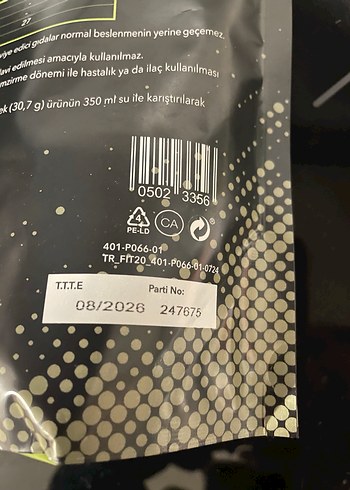 27
viye edici gıdalar normal beslenmenin yerine geçemez.
avi edilmesi amacıyla kullanılmaz.
mzirme dönemi ile hastalık ya da ilaç kullanılması
ek (30,7 g) ürünün 350 ml su ile karıştırılarak
0502 3356
4
PE-LD
CA
401-P066-01
TR_FIT20_401-P066-01-0724
T.T.T.E Parti No:
08/2026 247675